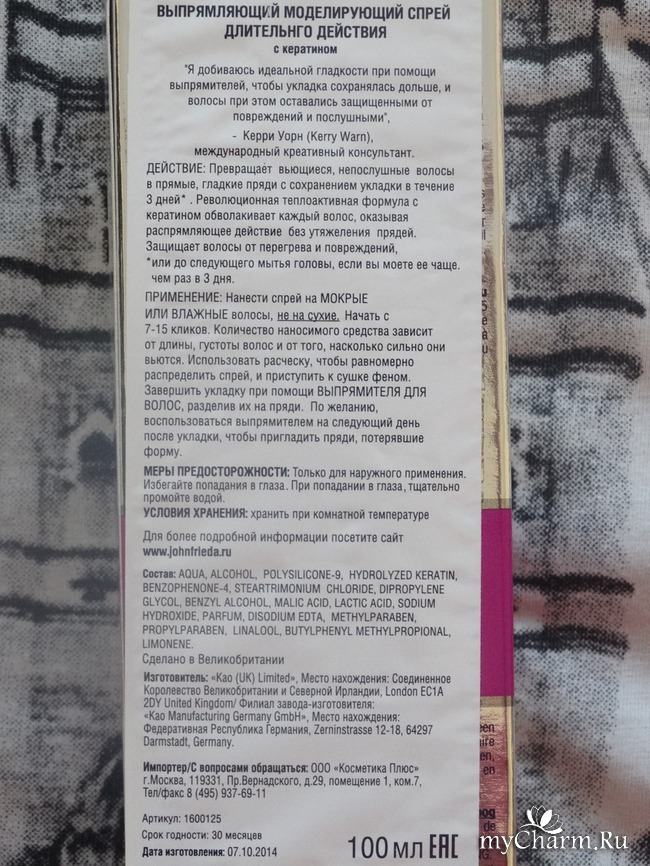 ВЫПРЯМЛЯЮЩИЙ МОДЕЛИРУЮЩИЙ СПРЕЙ
ДЛИТЕЛЬНГО ДЕЙСТВИЯ
с кератином
"Я добиваюсь идеальной гладкости при помощи
выпрямителей, чтобы укладка сохранялась дольше, и
волосы при этом оставались защищенными от
повреждений и послушными",
- Керри Уорн (Kerry Warn),
международный креативный консультант.
ДЕЙСТВИЕ: Превращает вьющиеся, непослушные волосы
в прямые, гладкие пряди с сохранением укладки в течение
3 дней* . Революционная теплоактивная формула с
кератином обволакивает каждый волос, оказывая
распрямляющее действие без утяжеления прядей.
Защищает волосы от перегрева и повреждений,
*или до следующего мытья головы, если вы моете ее чаще.
чем раз в 3 дня.
ПРИМЕНЕНИЕ: Нанести спрей на МОКРЫЕ
ИЛИ ВЛАЖНЫЕ волосы, не на сухие. Начать с
7-15 кликов. Количество наносимого средства зависит
от длины, густоты волос и от того, насколько сильно они
вьются. Использовать расческу, чтобы равномерно
распределить спрей, и приступить к сушке феном.
Завершить укладку при помощи ВЫПРЯМИТЕЛЯ ДЛЯ
ВОЛОС, разделив их на пряди. По желанию,
воспользоваться выпрямителем на следующий день
после укладки, чтобы пригладить пряди, потерявшие
форму.
МЕРЫ ПРЕДОСТОРОЖНОСТИ: Только для наружного применения.
Избегайте попадания в глаза. При попадании в глаза, тщательно
промойте водой.
УСЛОВИЯ ХРАНЕНИЯ: хранить при комнатной температуре
Для более подробной информации посетите сайт
www.johnfrieda.ru
Состав: AQUA, ALCOHOL, POLYSILICONE-9, HYDROLYZED KERATIN,
BENZOPHENONE-4, STEARTRIMONIUM CHLORIDE, DIPROPYLENE
GLYCOL, BENZYL ALCOHOL, MALIC ACID, LACTIC ACID, SODIUM
HYDROXIDE, PARFUM, DISODIUM EDTA, METHYLPARABEN,
PROPYLPARABEN, LINALOOL, BUTYLPHENYL METHYLPROPIONAL,
LIMONENE.
Сделано в Великобритании
Изготовитель: «Kao (UK) Limited», Место нахождения: Соединенное
Королевство Великобритании и Северной Ирландии, London EC1A
2DY United Kingdom/ Филиал завода-изготовителя:
«Kao Manufacturing Germany GmbH», Место нахождения:
Федеративная Республика Германия, Zerninstrasse 12-18, 64297
Darmstadt, Germany.
Импортер/С вопросами обращаться: ООО «Косметика Плюс»
г.Москва, 119331, Пр.Вернадского, д.29, помещение 1, ком.7,
Тел/факс 8 (495) 937-69-11
Артикул: 1600125
Срок годности: 30 месяцев
Дата изготовления: 07.10.2014
100 мл ЕАС
myCharm.Ru